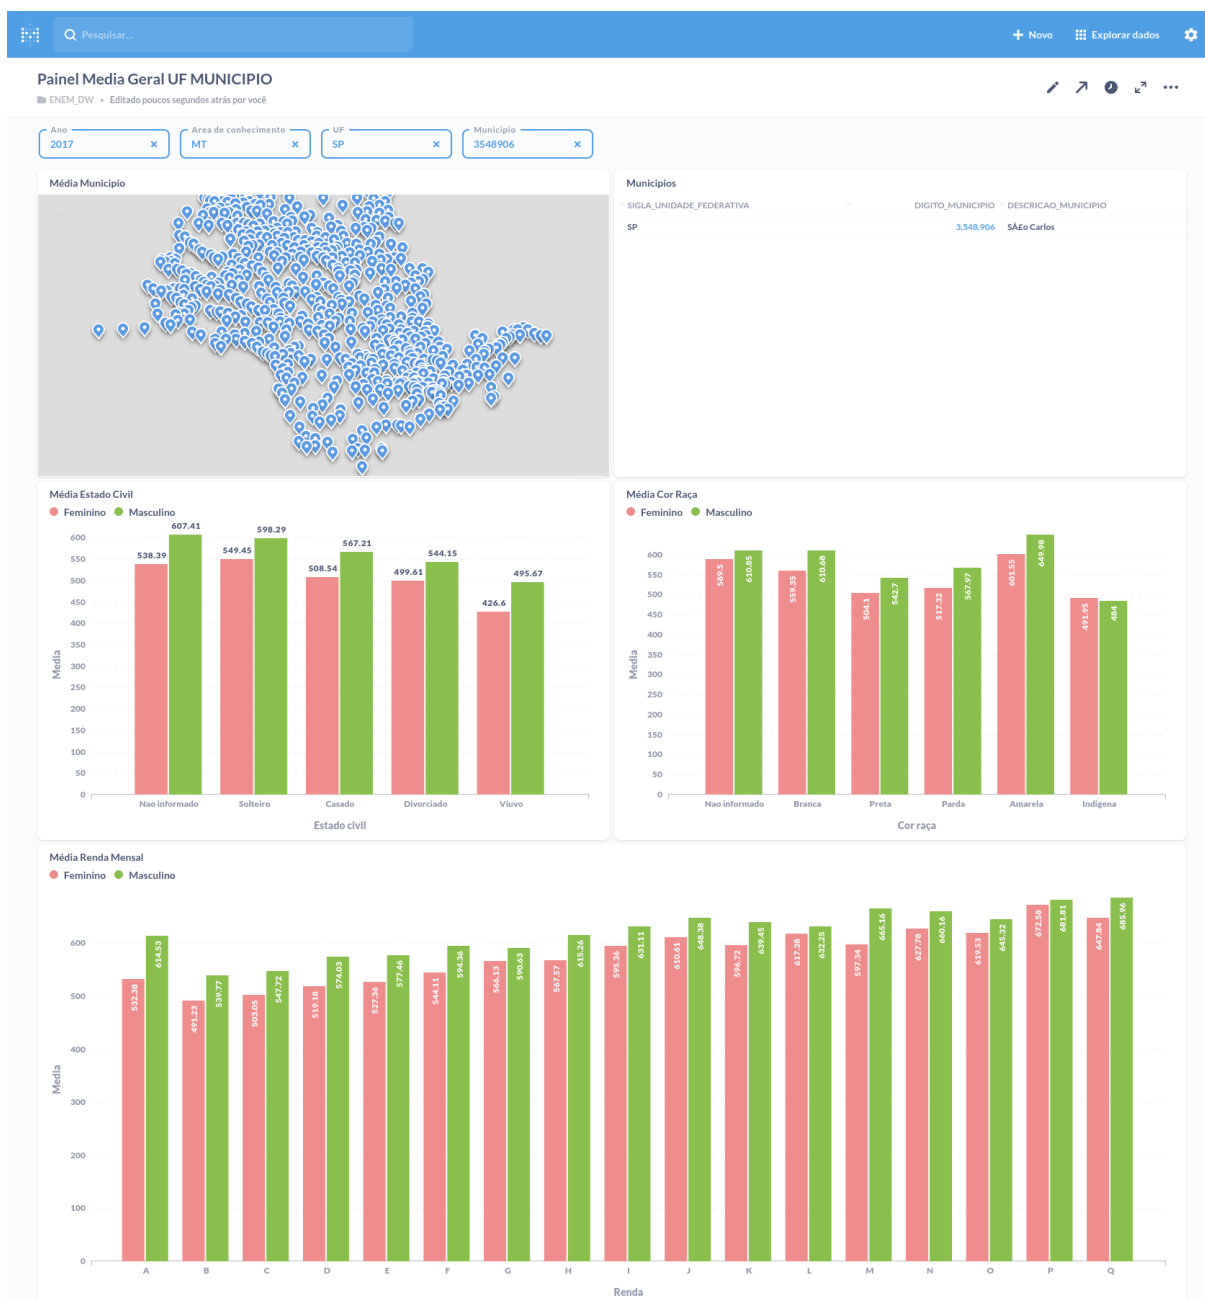 Pesquisar...
Novo
Explorar dados
Painel Media Geral UF MUNICIPIO
ENEM_DW • Editado poucos segundos atrás por você
Ano
2017
Area de conhecimento
MT
UF
SP
Municipio
3548906
Média Municipio
Municipios
SIGLA_UNIDADE_FEDERATIVA DIGITO_MUNICIPIO DESCRICAO_MUNICIPIO
SP 3,548,906 SÃ£o Carlos
Média Estado Civil
Feminino Masculino
600
550
500
450
400
350
300
250
200
150
100
50
0
Media
538.39 607.41 549.45 598.29 508.54 567.21 499.61 544.15 426.6 495.67
Nao informado Solteiro Casado Divorciado Viuvo
Estado civil
Média Cor Raça
Feminino Masculino
600
550
500
450
400
350
300
250
200
150
100
50
0
Media
589.5 610.85 559.35 610.68 504.1 542.7 517.32 567.97 601.55 649.98 491.95 484
Nao informado Branca Preta Parda Amarela Indigena
Cor raça
Média Renda Mensal
Feminino Masculino
600
500
400
300
200
100
0
Media
532.38 614.53 491.23 539.77 503.05 547.72 519.18 574.03 527.36 577.46 544.11 594.36 566.13 590.63 567.57 615.26 595.36 631.11 610.61 648.38 596.72 639.45 617.38 632.25 597.34 665.16 627.78 660.16 619.53 645.32 672.58 681.81 647.84 685.96
A B C D E F G H I J K L M N O P Q
Renda